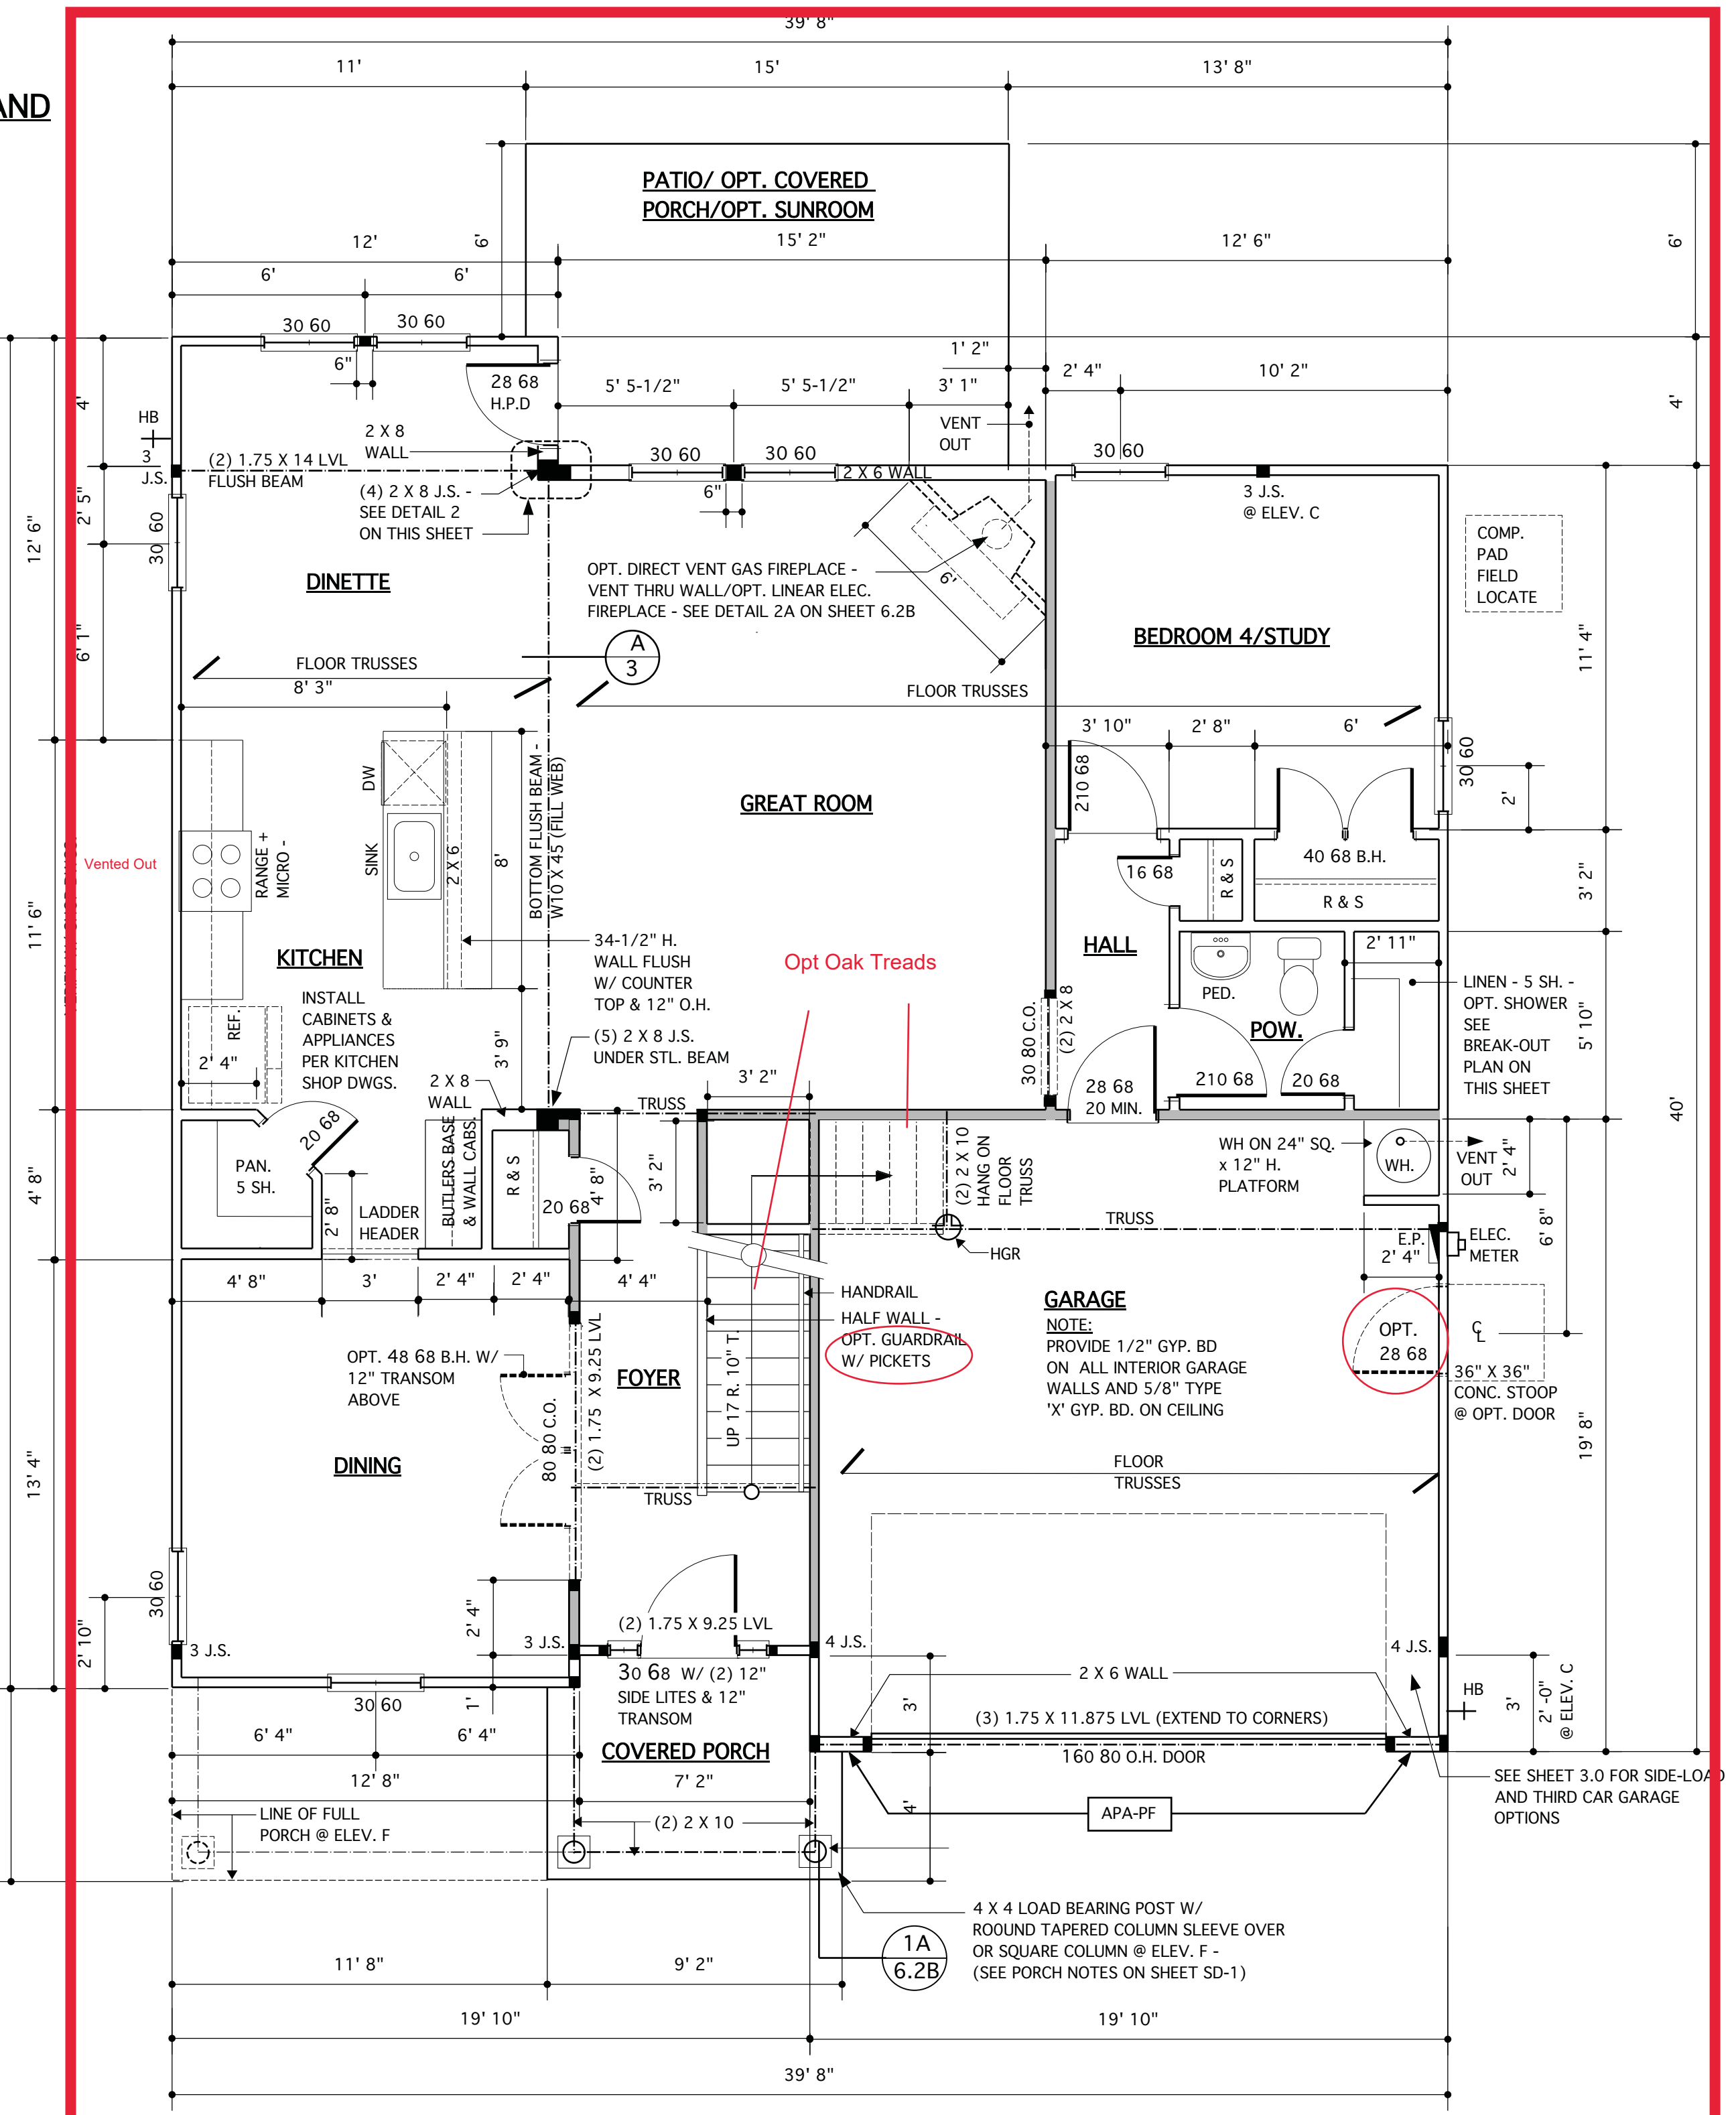 39' 8"
11'
15'
13' 8"
AND
PATIO/ OPT. COVERED
PORCH/OPT. SUNROOM
12'
6'
15' 2"
12' 6"
6'
6'
6'
30 60
30 60
6"
28 68
H.P.D
1' 2"
2' 4"
10' 2"
5' 5-1/2"
5' 5-1/2"
3' 1"
4'
4'
HB
3
J.S.
2 X 8
WALL
VENT
OUT
(2) 1.75 X 14 LVL
FLUSH BEAM
30 60
30 60
2 X 6 WALL
30 60
6"
(4) 2 X 8 J.S. -
SEE DETAIL 2
ON THIS SHEET
3 J.S.
@ ELEV. C
12' 6"
2' 5"
30 60
COMP.
PAD
FIELD
LOCATE
DINETTE
OPT. DIRECT VENT GAS FIREPLACE -
VENT THRU WALL/OPT. LINEAR ELEC.
FIREPLACE - SEE DETAIL 2A ON SHEET 6.2B
6'
6' 1"
BEDROOM 4/STUDY
11' 4"
A
3
FLOOR TRUSSES
8' 3"
FLOOR TRUSSES
3' 10"
2' 8"
6'
30 60
2'
210 68
DW
BOTTOM FLUSH BEAM -
W10 X 45 (FILL WEB)
GREAT ROOM
Vented Out
RANGE +
MICRO -
SINK
2 X 6
8'
16 68
R & S
40 68 B.H.
R & S
3' 2"
11' 6"
KITCHEN
34-1/2" H.
WALL FLUSH
W/ COUNTER
TOP & 12" O.H.
Opt Oak Treads
HALL
2' 11"
PED.
LINEN - 5 SH. -
OPT. SHOWER
SEE
BREAK-OUT
PLAN ON
THIS SHEET
INSTALL
CABINETS &
APPLIANCES
PER KITCHEN
SHOP DWGS.
REF.
2' 4"
3' 9"
(5) 2 X 8 J.S.
UNDER STL. BEAM
30 80 C.O.
(2) 2 X 8
POW.
5' 10"
2 X 8
WALL
3' 2"
28 68
20 MIN.
210 68
20 68
40'
TRUSS
20 68
PAN.
5 SH.
4' 8"
BUTLERS BASE
& WALL CABS.
R & S
20 68
4' 8"
3' 2"
(2) 2 X 10
HANG ON
FLOOR
TRUSS
WH ON 24" SQ.
x 12" H.
PLATFORM
WH.
VENT
OUT
2' 4"
2' 8"
LADDER
HEADER
TRUSS
HGR
E.P.
2' 4"
ELEC.
METER
6' 8"
4' 8"
3'
2' 4"
2' 4"
4' 4"
HANDRAIL
HALF WALL -
OPT. GUARDRAIL
W/ PICKETS
GARAGE
NOTE:
PROVIDE 1/2" GYP. BD
ON ALL INTERIOR GARAGE
WALLS AND 5/8" TYPE
'X' GYP. BD. ON CEILING
OPT.
28 68
CL
36" X 36"
CONC. STOOP
@ OPT. DOOR
OPT. 48 68 B.H. W/
12" TRANSOM
ABOVE
(2) 1.75 X 9.25 LVL
80 80 C.O.
FOYER
UP 17 R. 10" T.
DINING
13' 4"
TRUSS
FLOOR
TRUSSES
19' 8"
30 60
2' 10"
3 J.S.
2' 4"
3 J.S.
(2) 1.75 X 9.25 LVL
4 J.S.
4 J.S.
30 68 W/ (2) 12"
SIDE LITES & 12"
TRANSOM
2 X 6 WALL
HB
3'
2' -0"
@ ELEV. C
30 60
1'
3'
(3) 1.75 X 11.875 LVL (EXTEND TO CORNERS)
6' 4"
6' 4"
COVERED PORCH
160 80 O.H. DOOR
12' 8"
7' 2"
SEE SHEET 3.0 FOR SIDE-LOAD
AND THIRD CAR GARAGE
OPTIONS
LINE OF FULL
PORCH @ ELEV. F
(2) 2 X 10
4'
APA-PF
4 X 4 LOAD BEARING POST W/
ROOUND TAPERED COLUMN SLEEVE OVER
OR SQUARE COLUMN @ ELEV. F -
(SEE PORCH NOTES ON SHEET SD-1)
1A
6.2B
11' 8"
9' 2"
19' 10"
19' 10"
39' 8"